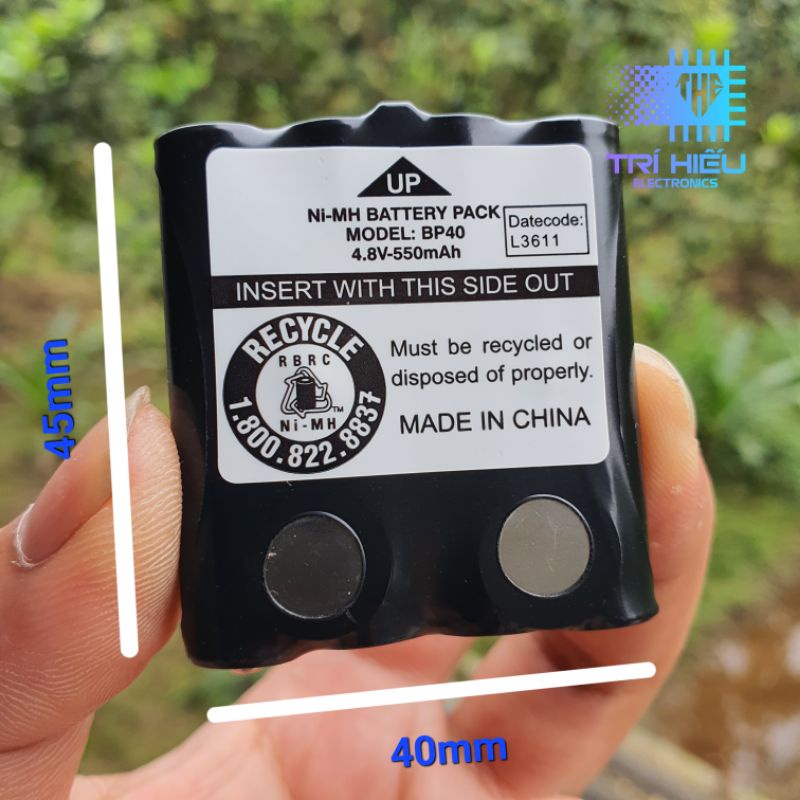 THE
TRÍ HIẾU
ELECTRONICS
UP
Ni-MH BATTERY PACK
MODEL: BP40
4.8V-550mAh
Datecode:
L3611
INSERT WITH THIS SIDE OUT
RECYCLE
RBRC
TM
Ni-MH
1.800.822.8837
Must be recycled or
disposed of properly.
MADE IN CHINA
45mm
40mm